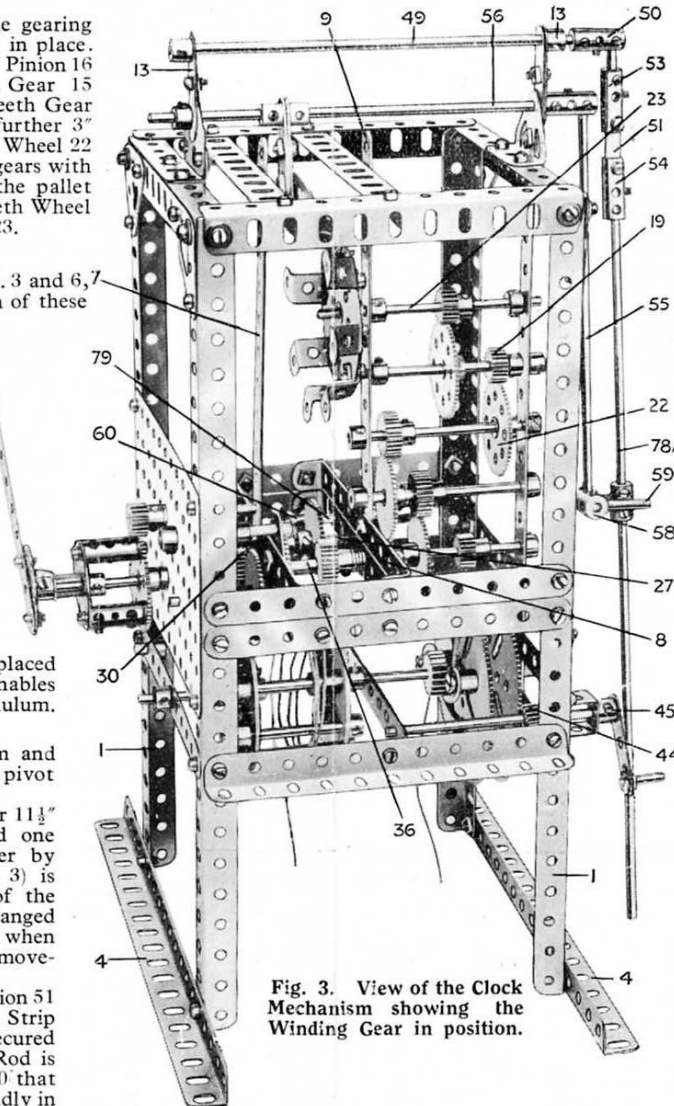 e gearing
in place.
Pinion 16
Gear 15
eeth Gear
further 3″
Wheel 22
gears with
the pallet
eth Wheel
23.
. 3 and 6,
n of these
placed
nables
ulum.
n and
pivot
r 11½″
d one
er by
3) is
of the
anged
when
move-
ion 51
Strip
ecured
Rod is
0 that
dly in
9
49
56
13
50
13
53
23
51
54
19
7
55
79
22
60
78A
59
58
27
8
30
45
1
44
36
1
4
4
Fig. 3. View of the Clock
Mechanism showing the
Winding Gear in position.